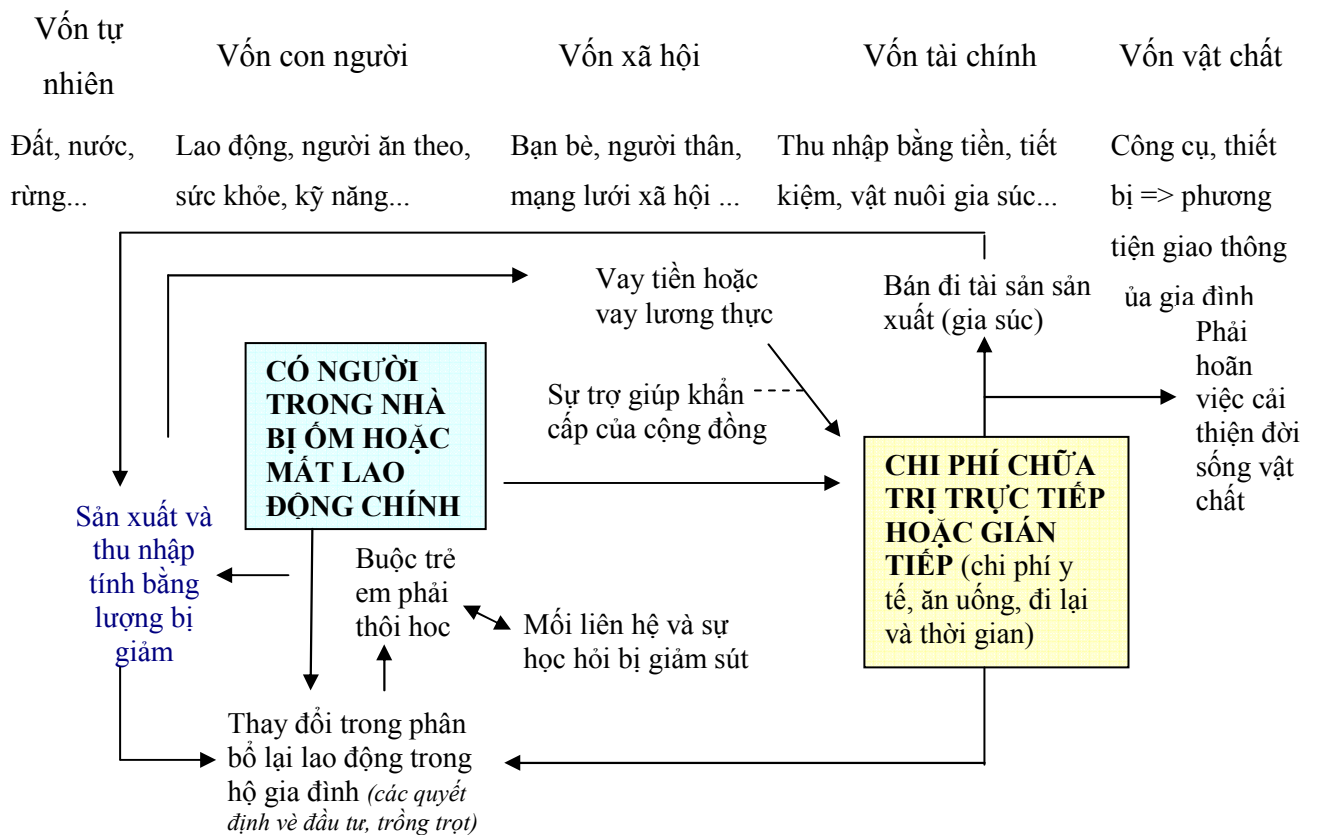 Vốn tự
nhiên
Vốn con người
Vốn xã hội
Vốn tài chính
Vốn vật chất
Đất, nước,
rừng...
Lao động, người ăn theo,
sức khỏe, kỹ năng...
Bạn bè, người thân,
mạng lưới xã hội ...
Thu nhập bằng tiền, tiết
kiệm, vật nuôi gia súc...
Công cụ, thiết
bị => phương
tiện giao thông
ủa gia đình
Vay tiền hoặc
vay lương thực
Bán đi tài sản sản
xuất (gia súc)
Phải
hoãn
việc cải
thiện đời
sống vật
chất
CÓ NGƯỜI
TRONG NHÀ
BỊ ỐM HOẶC
MẤT LAO
ĐỘNG CHÍNH
Sự trợ giúp khẩn
cấp của cộng đồng
CHI PHÍ CHỮA
TRỊ TRỰC TIẾP
HOẶC GIÁN
TIẾP (chi phí y
tế, ăn uống, đi lại
và thời gian)
Sản xuất và
thu nhập
tính bằng
lượng bị
giảm
Buộc trẻ
em phải
thôi hoc
Mối liên hệ và sự
học hỏi bị giảm sút
Thay đổi trong phân
bổ lại lao động trong
hộ gia đình (các quyết
định vè đầu tư, trồng trọt)